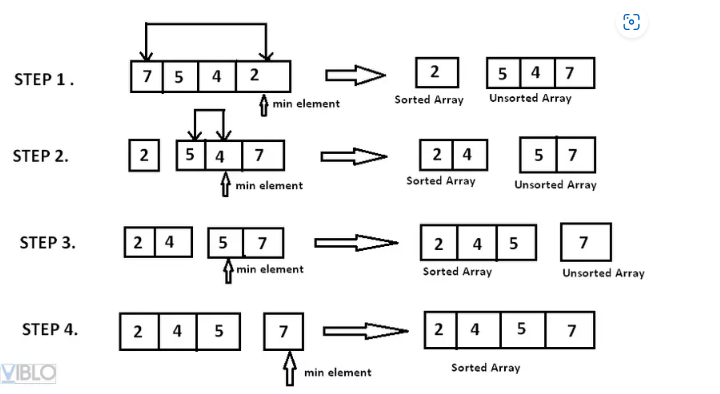 STEP 1 .
7 5 4 2
min element
2
Sorted Array
5 4 7
Unsorted Array
STEP 2.
2
5 4 7
min element
2 4
Sorted Array
5 7
Unsorted Array
STEP 3.
2 4
5 7
min element
2 4 5
Sorted Array
7
Unsorted Array
STEP 4.
2 4 5
7
min element
2 4 5 7
Sorted Array
VIBLO